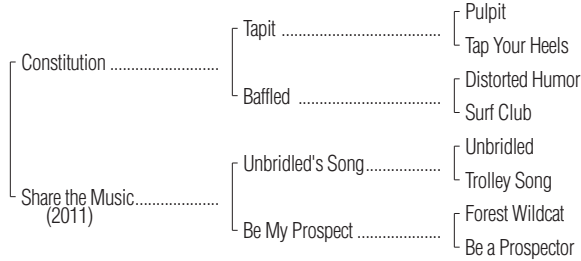 Constitution
Share the Music
(2011)
Tapit
Baffled
Unbridled's Song
Be My Prospect
Pulpit
Tap Your Heels
Distorted Humor
Surf Club
Unbridled
Trolley Song
Forest Wildcat
Be a Prospector